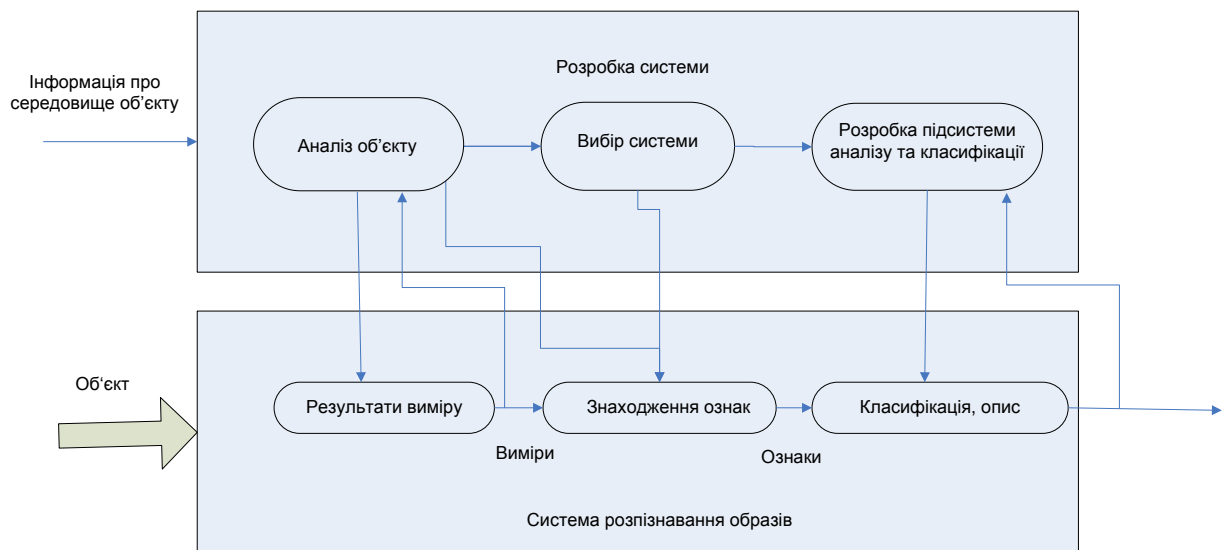 Розробка системи
Інформація про
середовище об’єкту
Аналіз об’єкту
Вибір системи
Розробка підсистеми
аналізу та класифікації
Об‘єкт
Результати виміру
Знаходження ознак
Класифікація, опис
Виміри
Ознаки
Система розпізнавання образів